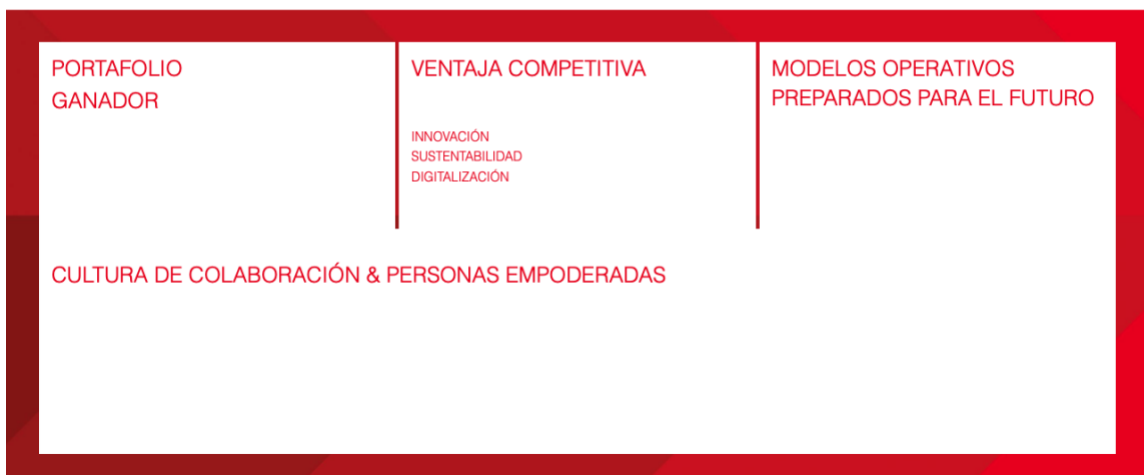 PORTAFOLIO
GANADOR
VENTAJA COMPETITIVA
INNOVACIÓN
SUSTENTABILIDAD
DIGITALIZACIÓN
MODELOS OPERATIVOS
PREPARADOS PARA EL FUTURO
CULTURA DE COLABORACIÓN & PERSONAS EMPODERADAS